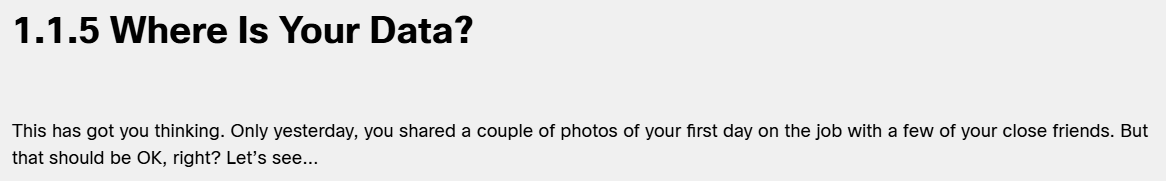 1.1.5 Where Is Your Data?
This has got you thinking. Only yesterday, you shared a couple of photos of your first day on the job with a few of your close friends. But
that should be OK, right? Let’s see...